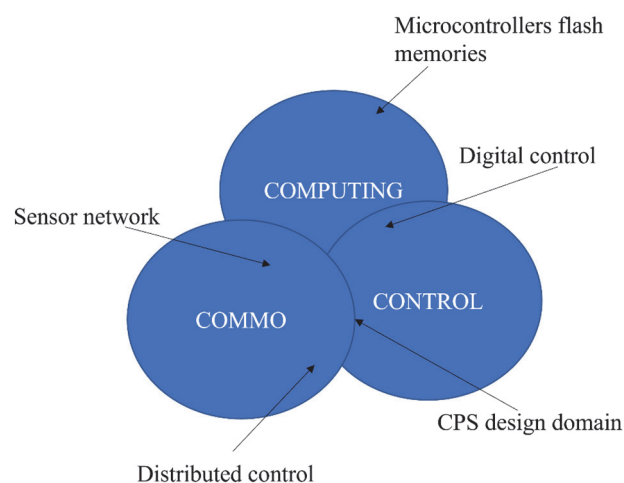 Microcontrollers flash
memories
Digital control
COMPUTING
Sensor network
CONTROL
COMMO
CPS design domain
Distributed control